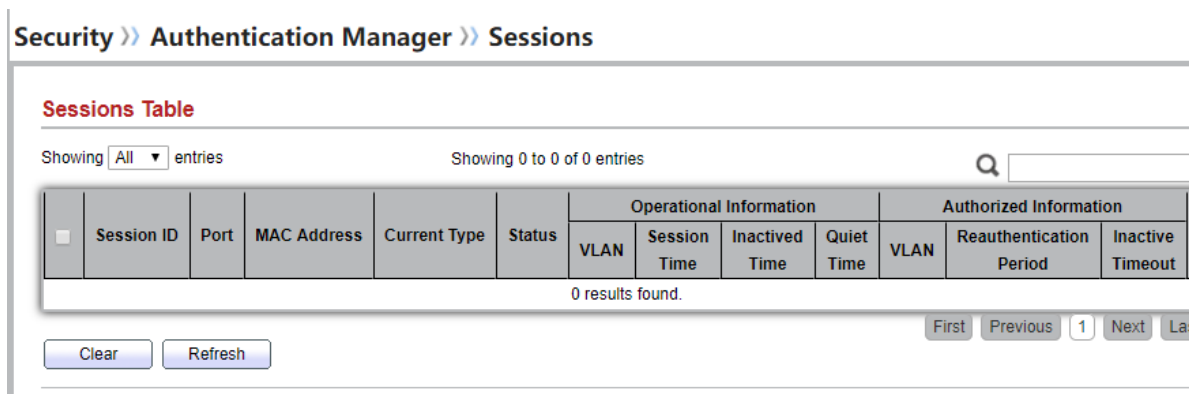 Security » Authentication Manager » Sessions
Sessions Table
Showing All ▼ entries Showing 0 to 0 of 0 entries
Operational Information Authorized Information
Session ID Port MAC Address Current Type Status VLAN Session Time Inactived Time Quiet Time VLAN Reauthentication Period Inactive Timeout
0 results found.
First Previous 1 Next
Clear Refresh